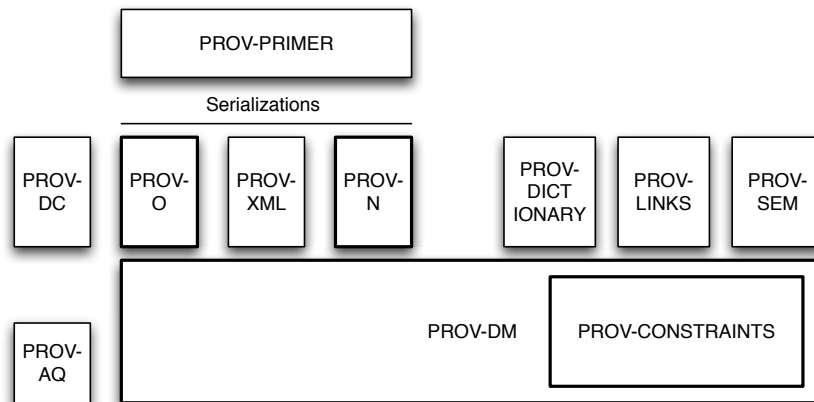 PROV-PRIMER
Serializations
PROV-
DC
PROV-
O
PROV-
XML
PROV-
N
PROV-
DICT
IONARY
PROV-
LINKS
PROV-
SEM
PROV-DM
PROV-CONSTRAINTS
PROV-
AQ